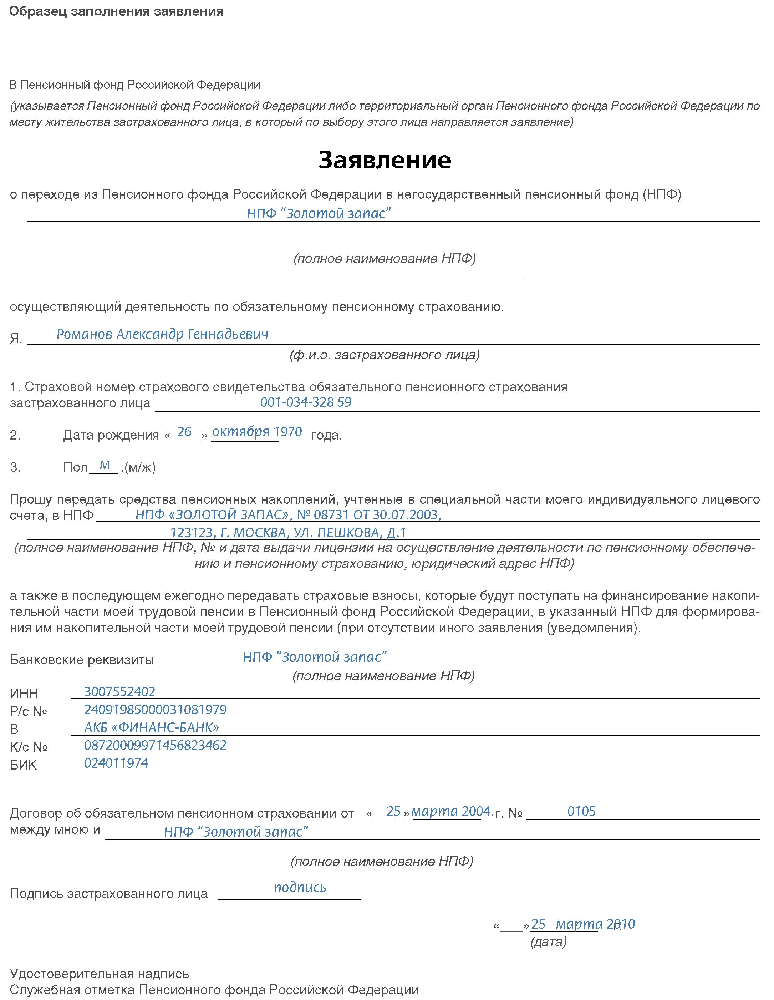 Образец заполнения заявления
В Пенсионный фонд Российской Федерации
(указывается Пенсионный фонд Российской Федерации либо территориальный орган Пенсионного фонда Российской Федерации по
месту жительства застрахованного лица, в который по выбору этого лица направляется заявление)
Заявление
о переходе из Пенсионного фонда Российской Федерации в негосударственный пенсионный фонд (НПФ)
НПФ “Золотой запас”
(полное наименование НПФ)
осуществляющий деятельность по обязательному пенсионному страхованию.
Я, Романов Александр Геннадьевич
(ф.и.о. застрахованного лица)
1. Страховой номер страхового свидетельства обязательного пенсионного страхования
застрахованного лица 001-034-328 59
2. Дата рождения «26» октября 1970 года.
3. Пол м .(м/ж)
Прошу передать средства пенсионных накоплений, учтенные в специальной части моего индивидуального лицевого
счета, в НПФ НПФ «ЗОЛОТОЙ ЗАПАС», № 08731 ОТ 30.07.2003,
123123, Г. МОСКВА, УЛ. ПЕШКОВА, Д.1
(полное наименование НПФ, № и дата выдачи лицензии на осуществление деятельности по пенсионному обеспече-
нию и пенсионному страхованию, юридический адрес НПФ)
а также в последующем ежегодно передавать страховые взносы, которые будут поступать на финансирование накопи-
тельной части моей трудовой пенсии в Пенсионный фонд Российской Федерации, в указанный НПФ для формирова-
ния им накопительной части моей трудовой пенсии (при отсутствии иного заявления (уведомления).
Банковские реквизиты НПФ “Золотой запас”
(полное наименование НПФ)
ИНН 3007552402
Р/с № 24091985000031081979
В АКБ «ФИНАНС-БАНК»
К/с № 08720009971456823462
БИК 024011974
Договор об обязательном пенсионном страховании от «25» марта 2004. г. № 0105
между мною и НПФ “Золотой запас”
(полное наименование НПФ)
Подпись застрахованного лица подпись
«___» 25 марта 2010 г.
(дата)
Удостоверительная надпись
Служебная отметка Пенсионного фонда Российской Федерации